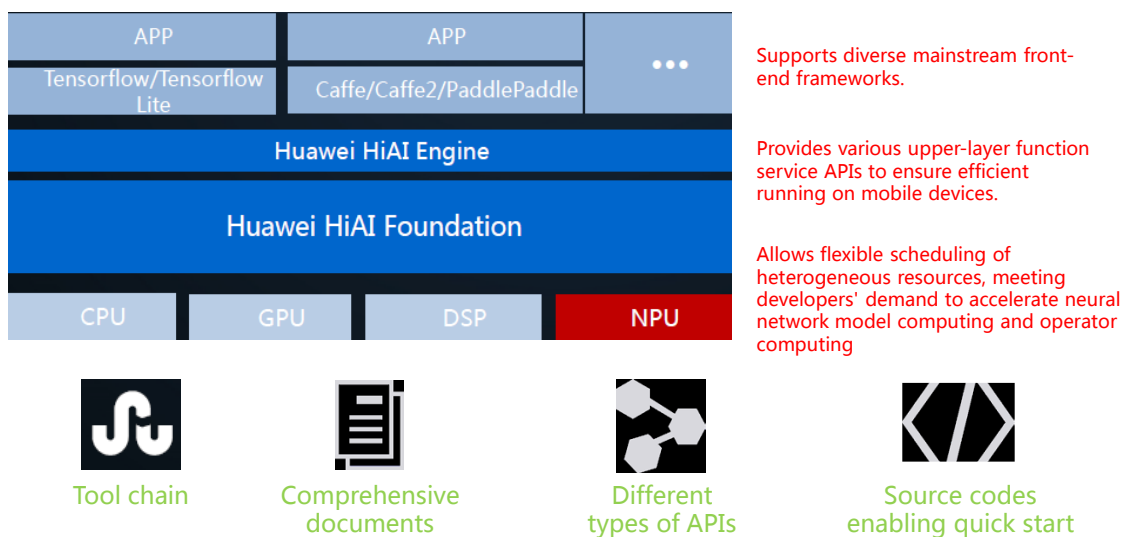 APP
APP
•••
Tensorflow/Tensorflow
Lite
Caffe/Caffe2/PaddlePaddle
Supports diverse mainstream front-
end frameworks.
Huawei HiAI Engine
Provides various upper-layer function
service APIs to ensure efficient
running on mobile devices.
Huawei HiAI Foundation
Allows flexible scheduling of
heterogeneous resources, meeting
developers' demand to accelerate neural
network model computing and operator
computing
CPU
GPU
DSP
NPU
Tool chain
Comprehensive
documents
Different
types of APIs
Source codes
enabling quick start